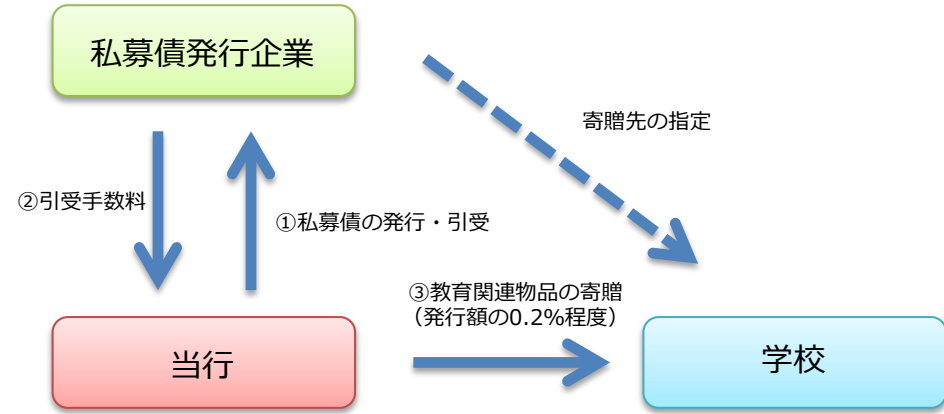 私募債発行企業
寄贈先の指定
②引受手数料
①私募債の発行・引受
③教育関連物品の寄贈
（発行額の0.2%程度）
当行
学校